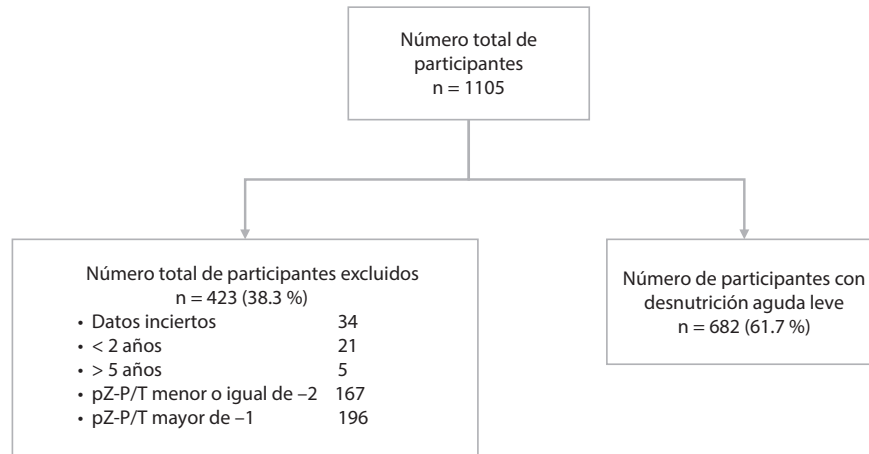 Número total de
participantes
n = 1105
Número total de participantes excluidos
n = 423 (38.3 %)
• Datos inciertos 34
• < 2 años 21
• > 5 años 5
• pZ-P/T menor o igual de –2 167
• pZ-P/T mayor de –1 196
Número de participantes con
desnutrición aguda leve
n = 682 (61.7 %)